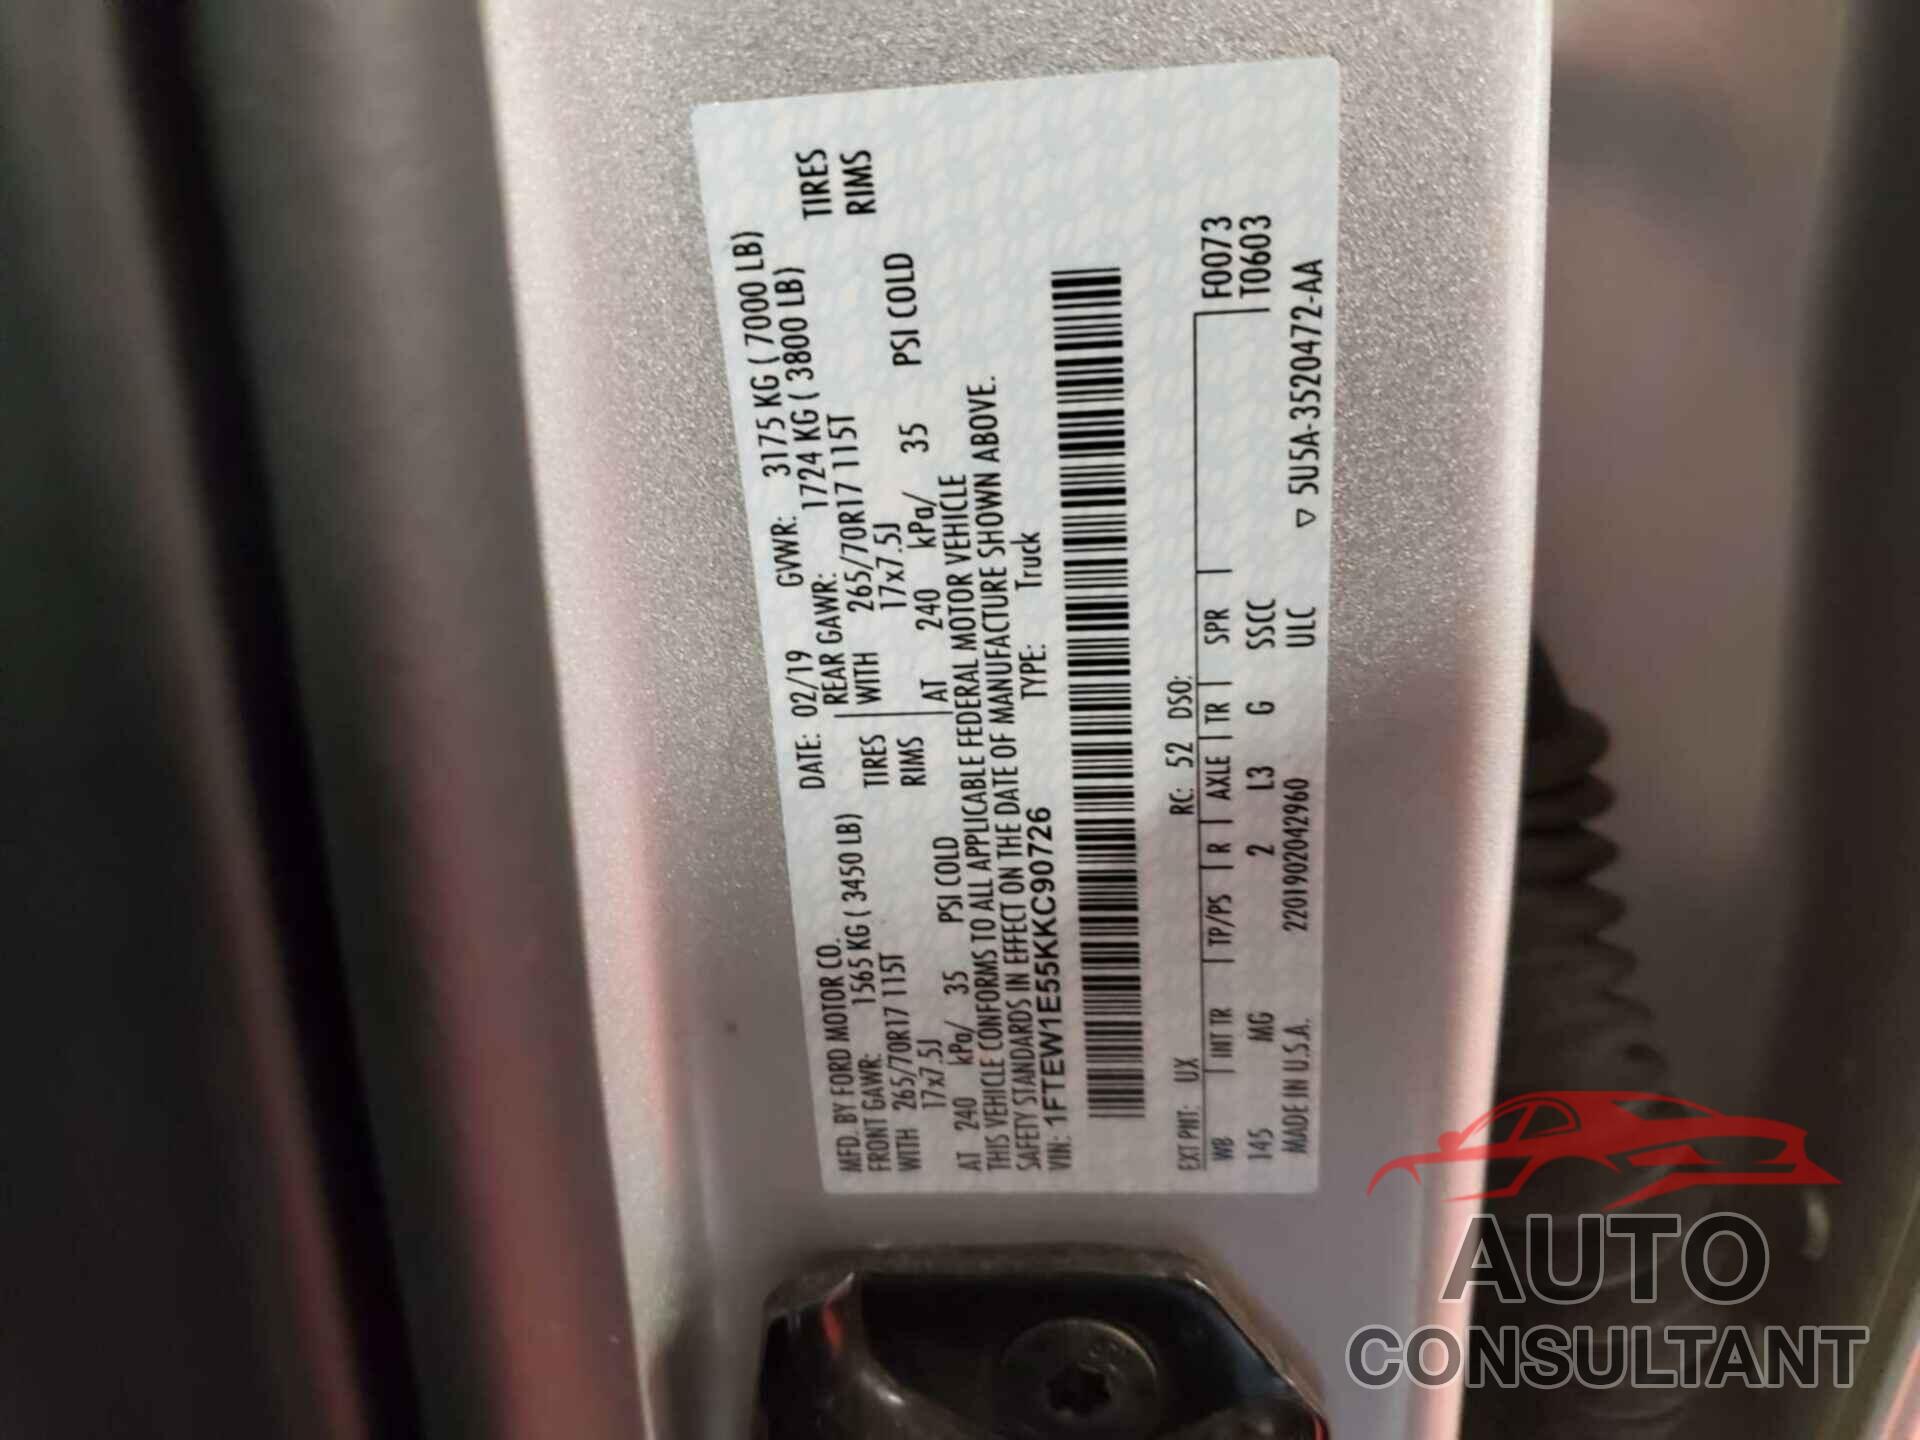 MFD. BY FORD MOTOR CO. DATE: 02/19 GVWR: 3175 KG ( 7000 LB)
FRONT GAWR: 1565 KG ( 3450 LB) REAR GAWR: 1724 KG ( 3800 LB)
WITH 265/70R17 115T TIRES WITH 265/70R17 115T TIRES
17x7.5J RIMS 17x7.5J RIMS
AT 240 kPa/ 35 PSI COLD AT 240 kPa/ 35 PSI COLD
THIS VEHICLE CONFORMS TO ALL APPLICABLE FEDERAL MOTOR VEHICLE
SAFETY STANDARDS IN EFFECT ON THE DATE OF MANUFACTURE SHOWN ABOVE.
VIN: 1FTEW1E55KKC90726 TYPE: Truck
EXT PNT: UX RC: 52 DSO:
WB INT TR TP/PS R AXLE TR SPR F0073
145 MG 2 L3 G SSCC T0603
MADE IN U.S.A. 2201902042960 ULC ▽ 5U5A-3520472-AA
AUTO
CONSULTANT